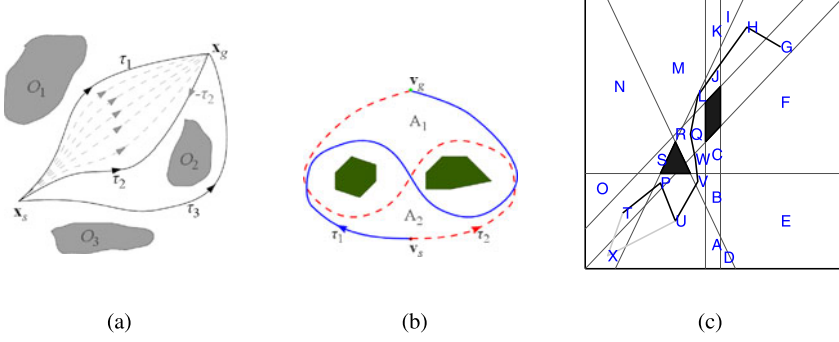 x_g
τ_1
O_1
-τ_2
O_2
τ_2
x_s
τ_3
O_3
(a)
v_g
A_1
A_2
τ_1
v_s
τ_2
(b)
I
K
H
G
M
J
N
L
F
R
Q
S
W
C
P
V
O
B
T
U
E
X
A
D
(c)